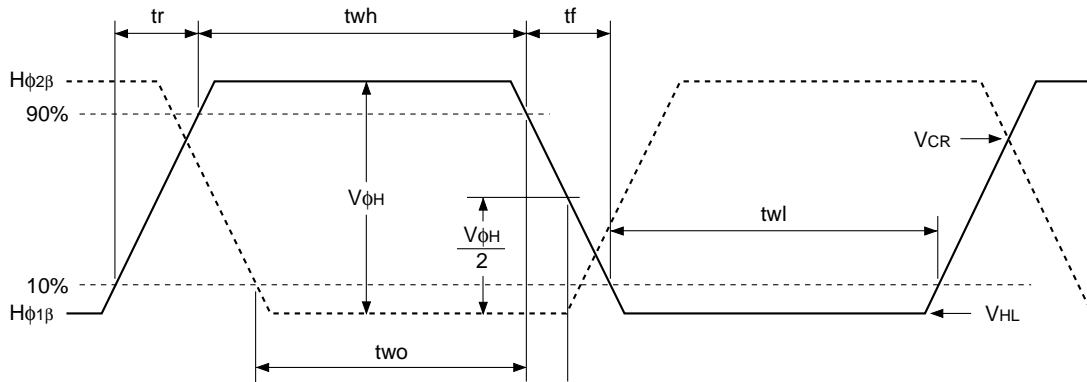 tr
twh
tf
Hϕ2β
90%
VCR
VϕH
VϕH
2
twl
10%
Hϕ1β
VHL
two